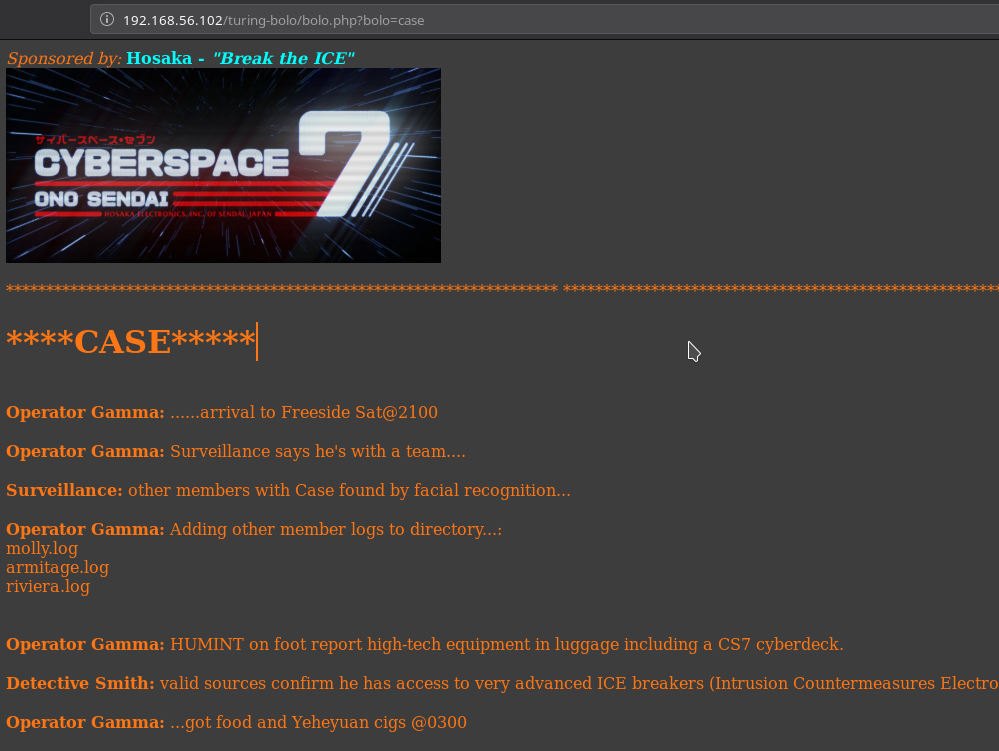 192.168.56.102/turing-bolo/bolo.php?bolo=case
Sponsored by: Hosaka - "Break the ICE"
サイバースペース・セブン
CYBERSPACE 7
ONO SENDAI
HOSAKA ELECTRONICS, INC. OF SENDAI, JAPAN
********************************************************************* ******************************************************
****CASE*****
Operator Gamma: ......arrival to Freeside Sat@2100
Operator Gamma: Surveillance says he's with a team....
Surveillance: other members with Case found by facial recognition...
Operator Gamma: Adding other member logs to directory...:
molly.log
armitage.log
riviera.log
Operator Gamma: HUMINT on foot report high-tech equipment in luggage including a CS7 cyberdeck.
Detective Smith: valid sources confirm he has access to very advanced ICE breakers (Intrusion Countermeasures Electro
Operator Gamma: ...got food and Yeheyuan cigs @0300